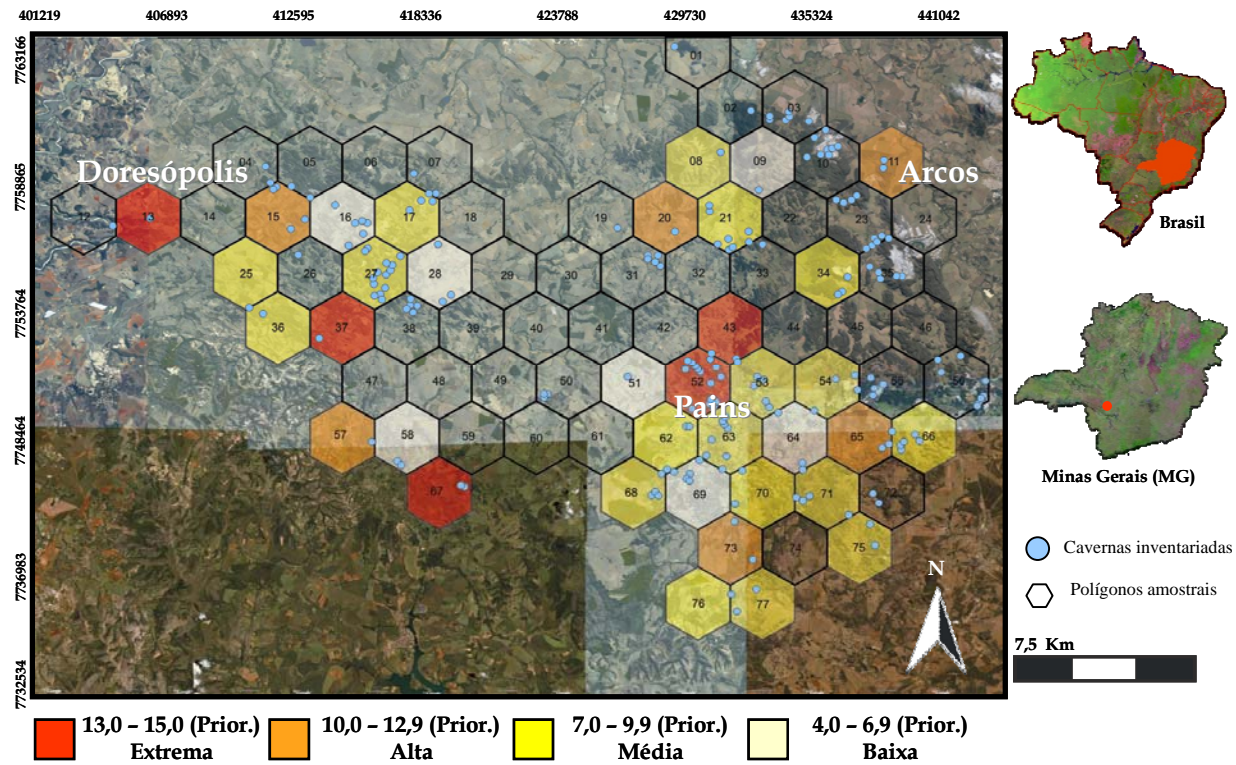 401219 406893 412595 418336 423788 429730 435324 441042
7763166
7758865
7753764
7748464
7736983
7732534
01
02 03
04 05 06 07 08 09 10 11
Doresópolis
Arcos
12 13 14 15 16 17 18 19 20 21 22 23 24
25 26 27 28 29 30 31 32 33 34 35
36 37 38 39 40 41 42 43 44 45 46
47 48 49 50 51 52 53 54 55 56
Pains
57 58 59 60 61 62 63 64 65 66
67 68 69 70 71 72
73 74 75
76 77
N
Brasil
Minas Gerais (MG)
Cavernas inventariadas
Polígonos amostrais
7,5 Km
13,0 – 15,0 (Prior.)
Extrema
10,0 – 12,9 (Prior.)
Alta
7,0 – 9,9 (Prior.)
Média
4,0 – 6,9 (Prior.)
Baixa